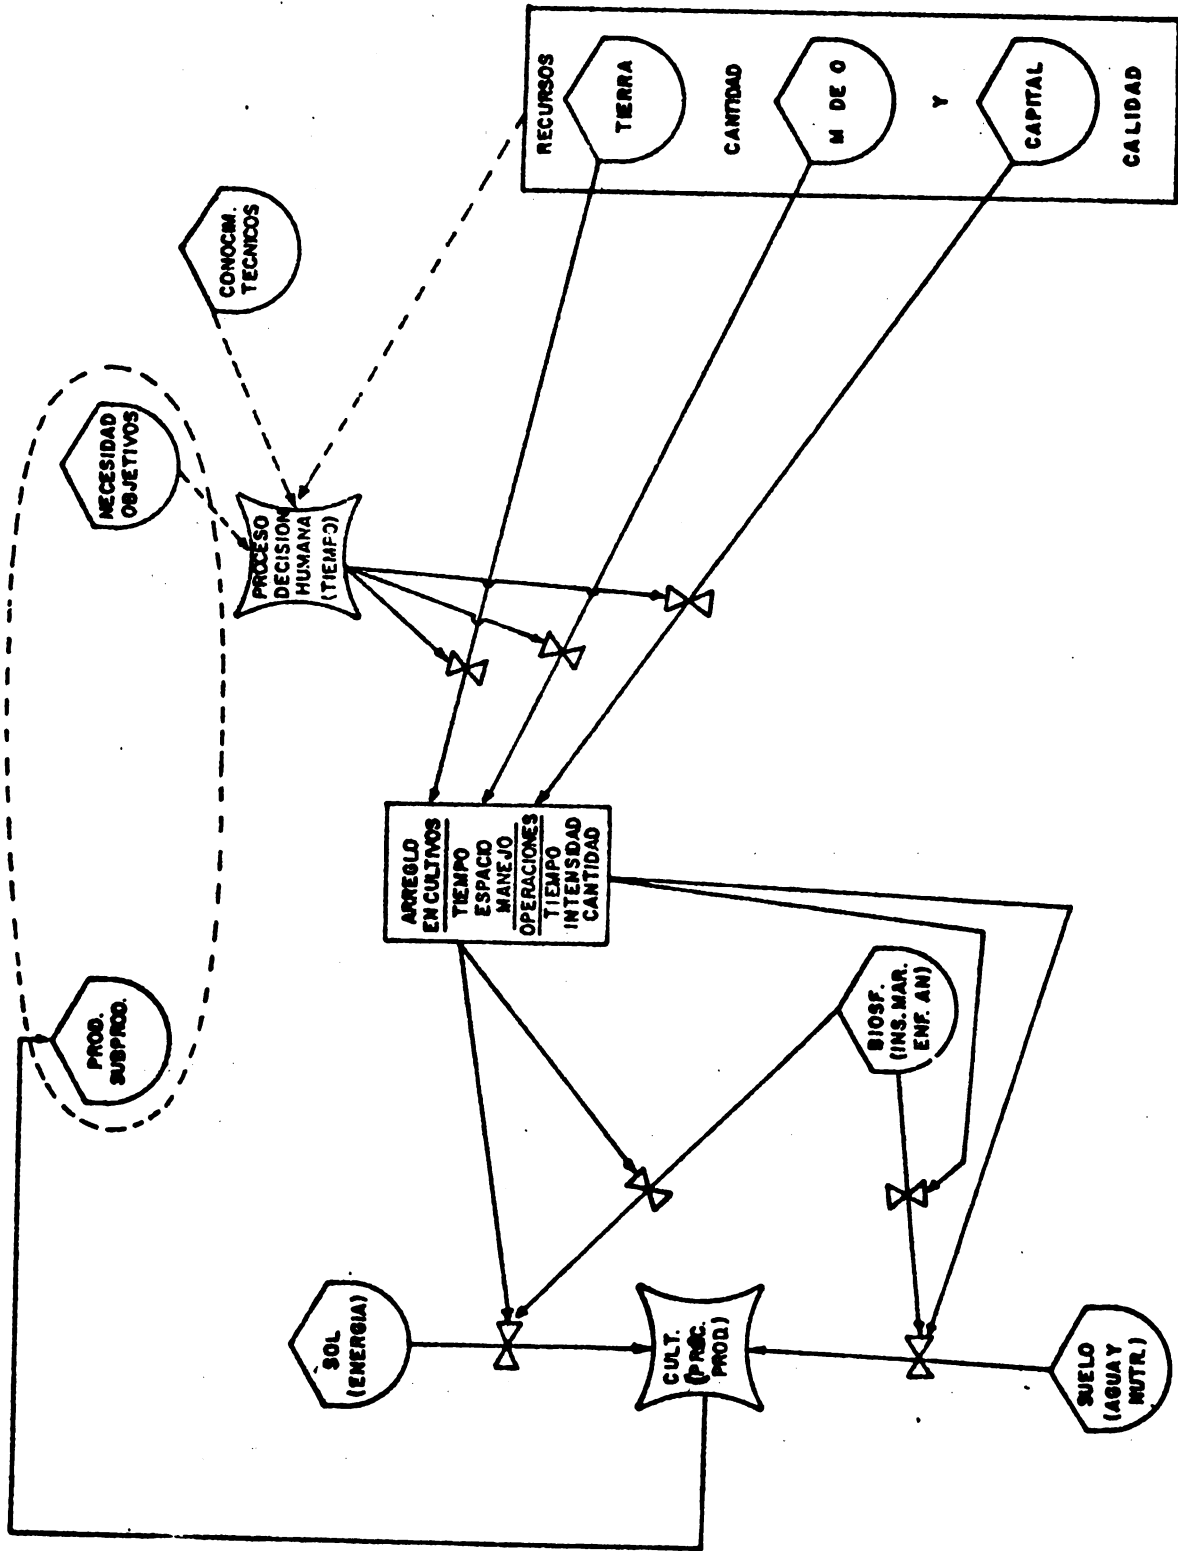 PROD.
SUBPROD.
NECESIDAD
OBJETIVOS
CONOCIM.
TECNICOS
PROCESO
DECISION
HUMANA
(TIEMPO)
RECURSOS
TIERRA
CANTIDAD
M DE O
Y
CAPITAL
CALIDAD
ARREGLO
EN CULTIVOS
TIEMPO
ESPACIO
MANEJO
OPERACIONES
TIEMPO
INTENSIDAD
CANTIDAD
SOL
(ENERGIA)
BIOSF.
(INS. MAR.
ENF. AN)
CULT.
(PROC.
PROD.)
SUELO
(AGUA Y
NUTR.)